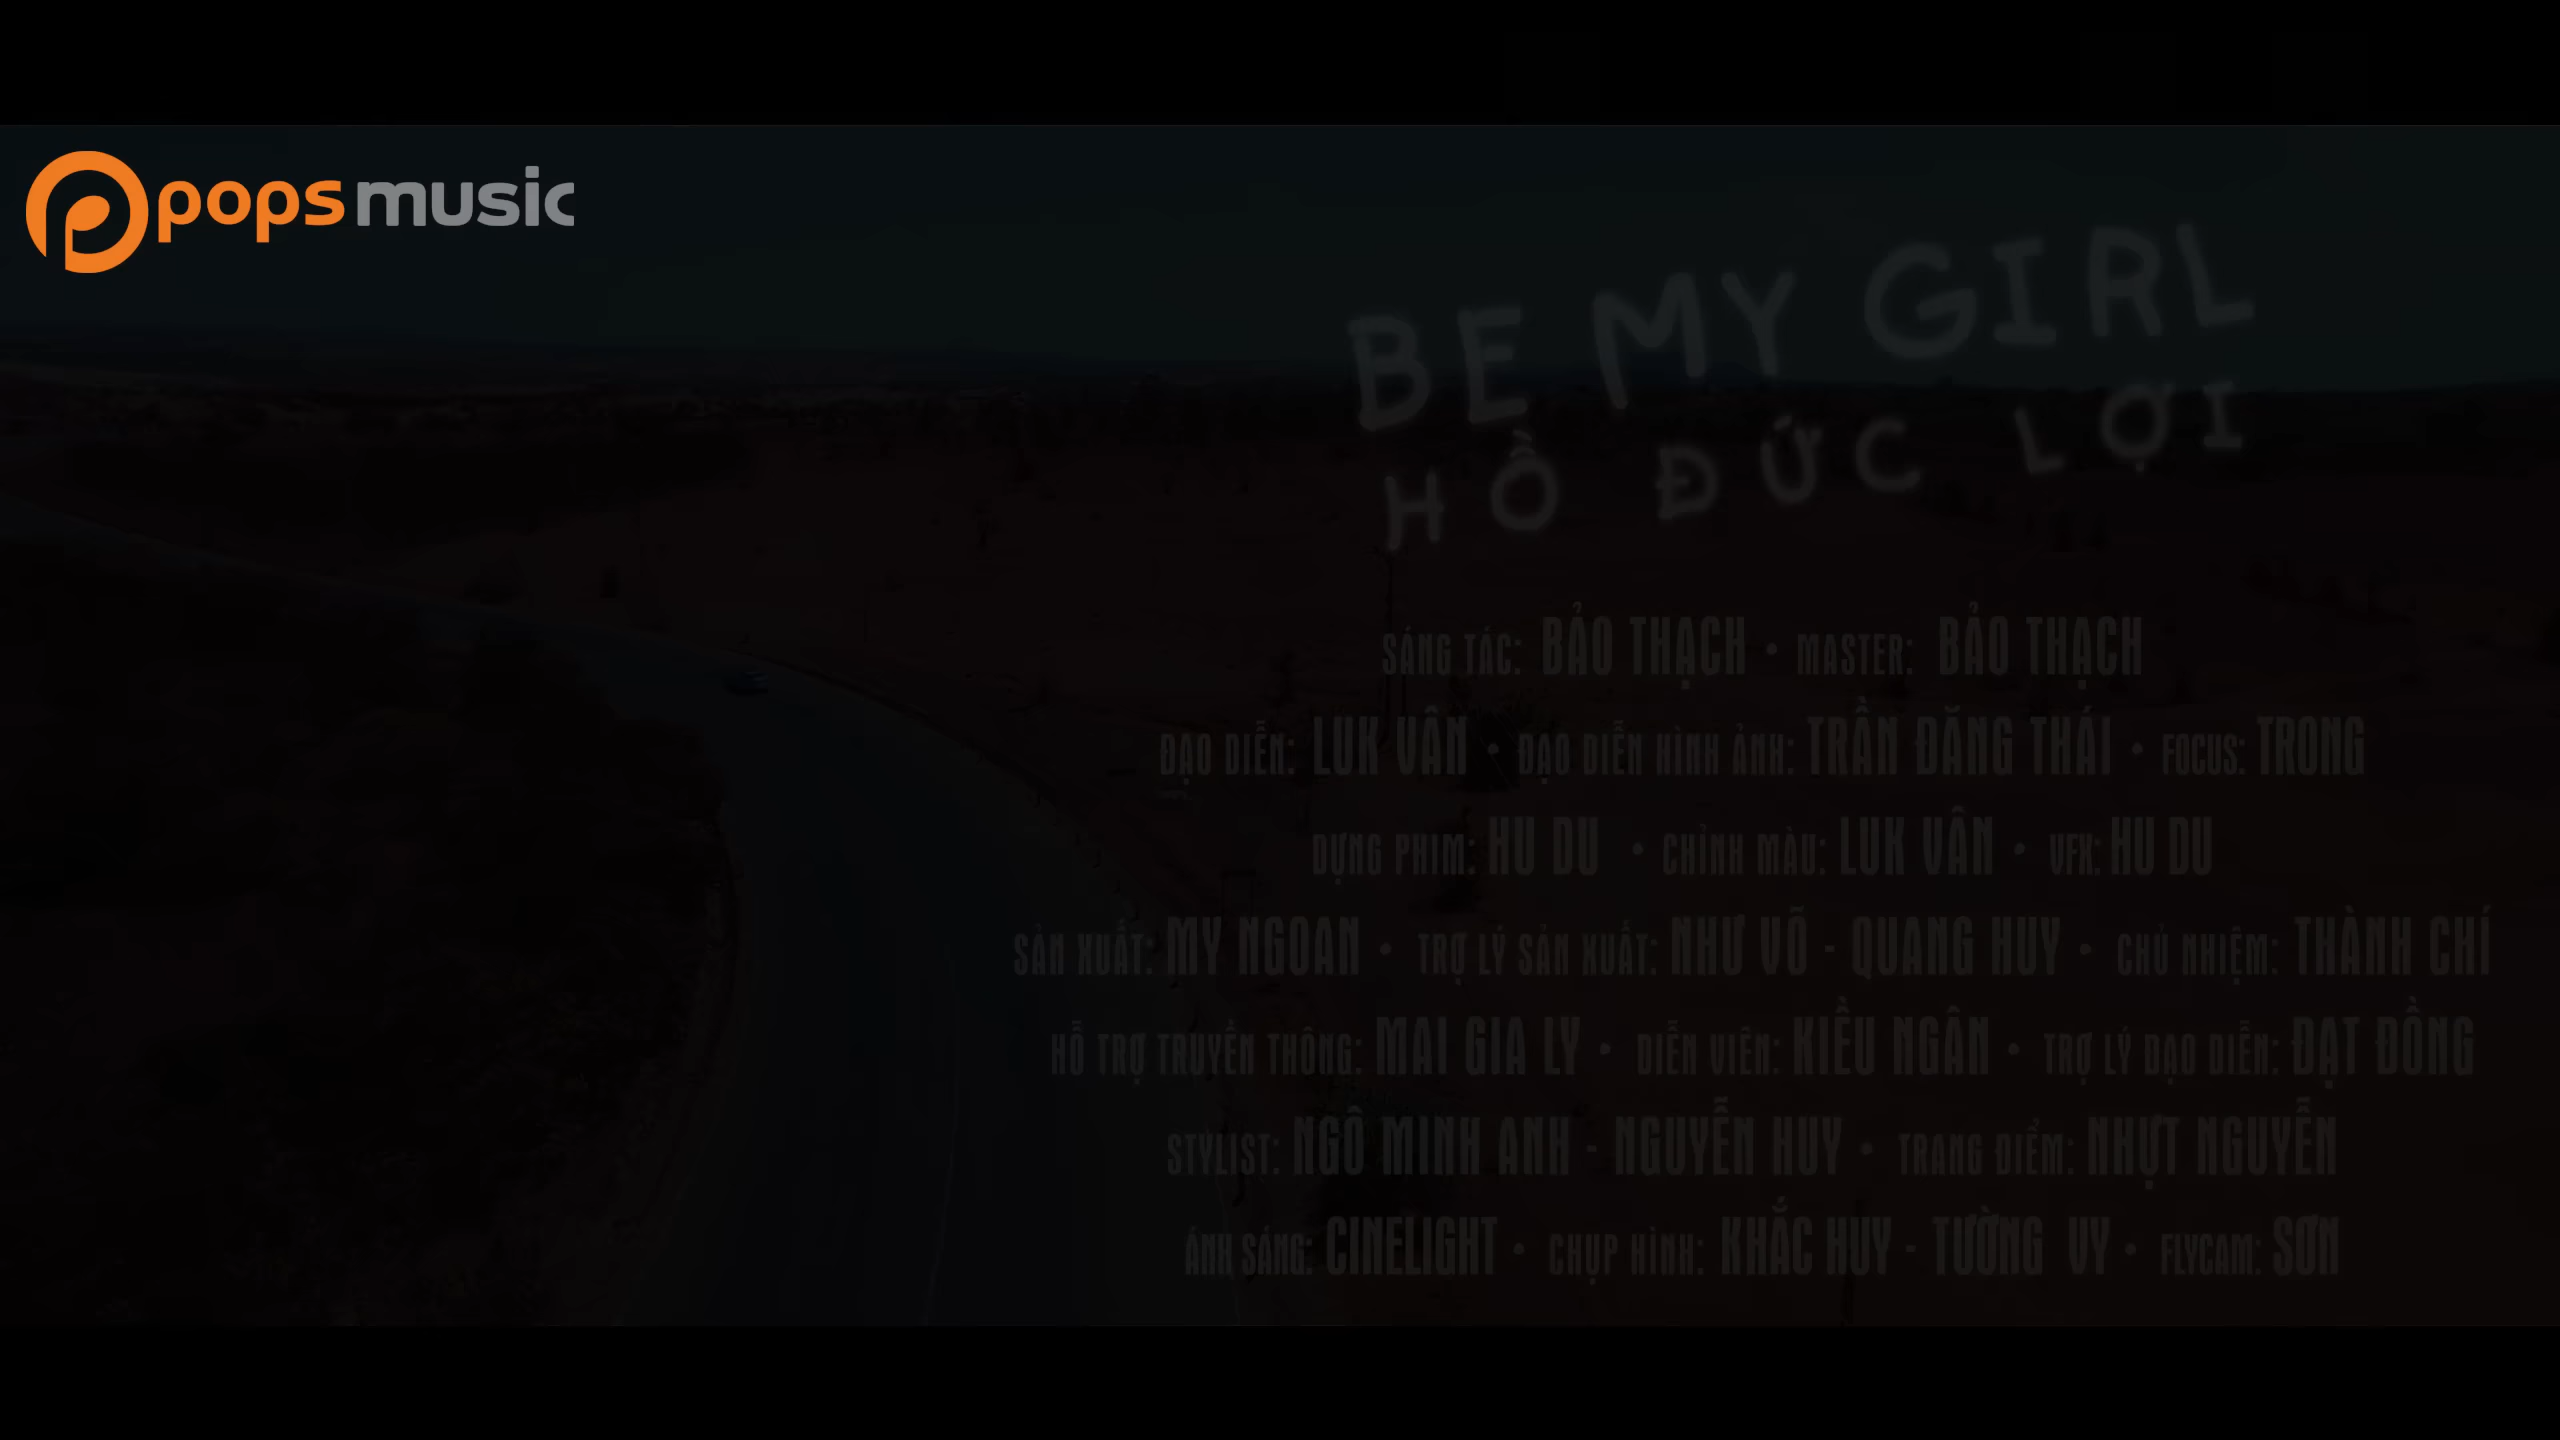 pops music
BE MY GIRL
HỒ ĐỨC LỢI
SÁNG TÁC: BẢO THẠCH • MASTER: BẢO THẠCH
ĐẠO DIỄN: LUK VÂN • ĐẠO DIỄN HÌNH ẢNH: TRẦN ĐĂNG THÁI • FOCUS: TRONG
DỰNG PHIM: HU DU • CHỈNH MÀU: LUK VÂN • VFX: HU DU
SẢN XUẤT: MY NGOAN • TRỢ LÝ SẢN XUẤT: NHƯ VÕ - QUANG HUY • CHỦ NHIỆM: THÀNH CHÍ
HỖ TRỢ TRUYỀN THÔNG: MAI GIA LY • DIỄN VIÊN: KIỀU NGÂN • TRỢ LÝ ĐẠO DIỄN: ĐẠT ĐỒNG
STYLIST: NGÔ MINH ANH - NGUYỄN HUY • TRANG ĐIỂM: NHỰT NGUYỄN
ÁNH SÁNG: CINELIGHT • CHỤP HÌNH: KHẮC HUY - TƯỜNG VY • FLYCAM: SƠN